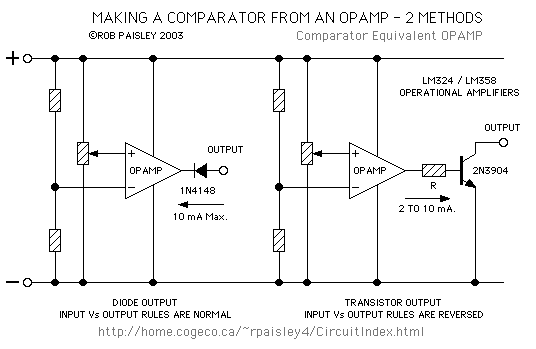 MAKING A COMPARATOR FROM AN OPAMP - 2 METHODS
©ROB PAISLEY 2003
Comparator Equivalent OPAMP
+
LM324 / LM358
OPERATIONAL AMPLIFIERS
+
OPAMP
-
OUTPUT
1N4148
10 mA Max.
+
OPAMP
-
R
2 TO 10 mA.
OUTPUT
2N3904
-
DIODE OUTPUT
INPUT Vs OUTPUT RULES ARE NORMAL
TRANSISTOR OUTPUT
INPUT Vs OUTPUT RULES ARE REVERSED
http://home.cogeco.ca/~rpaisley4/CircuitIndex.html